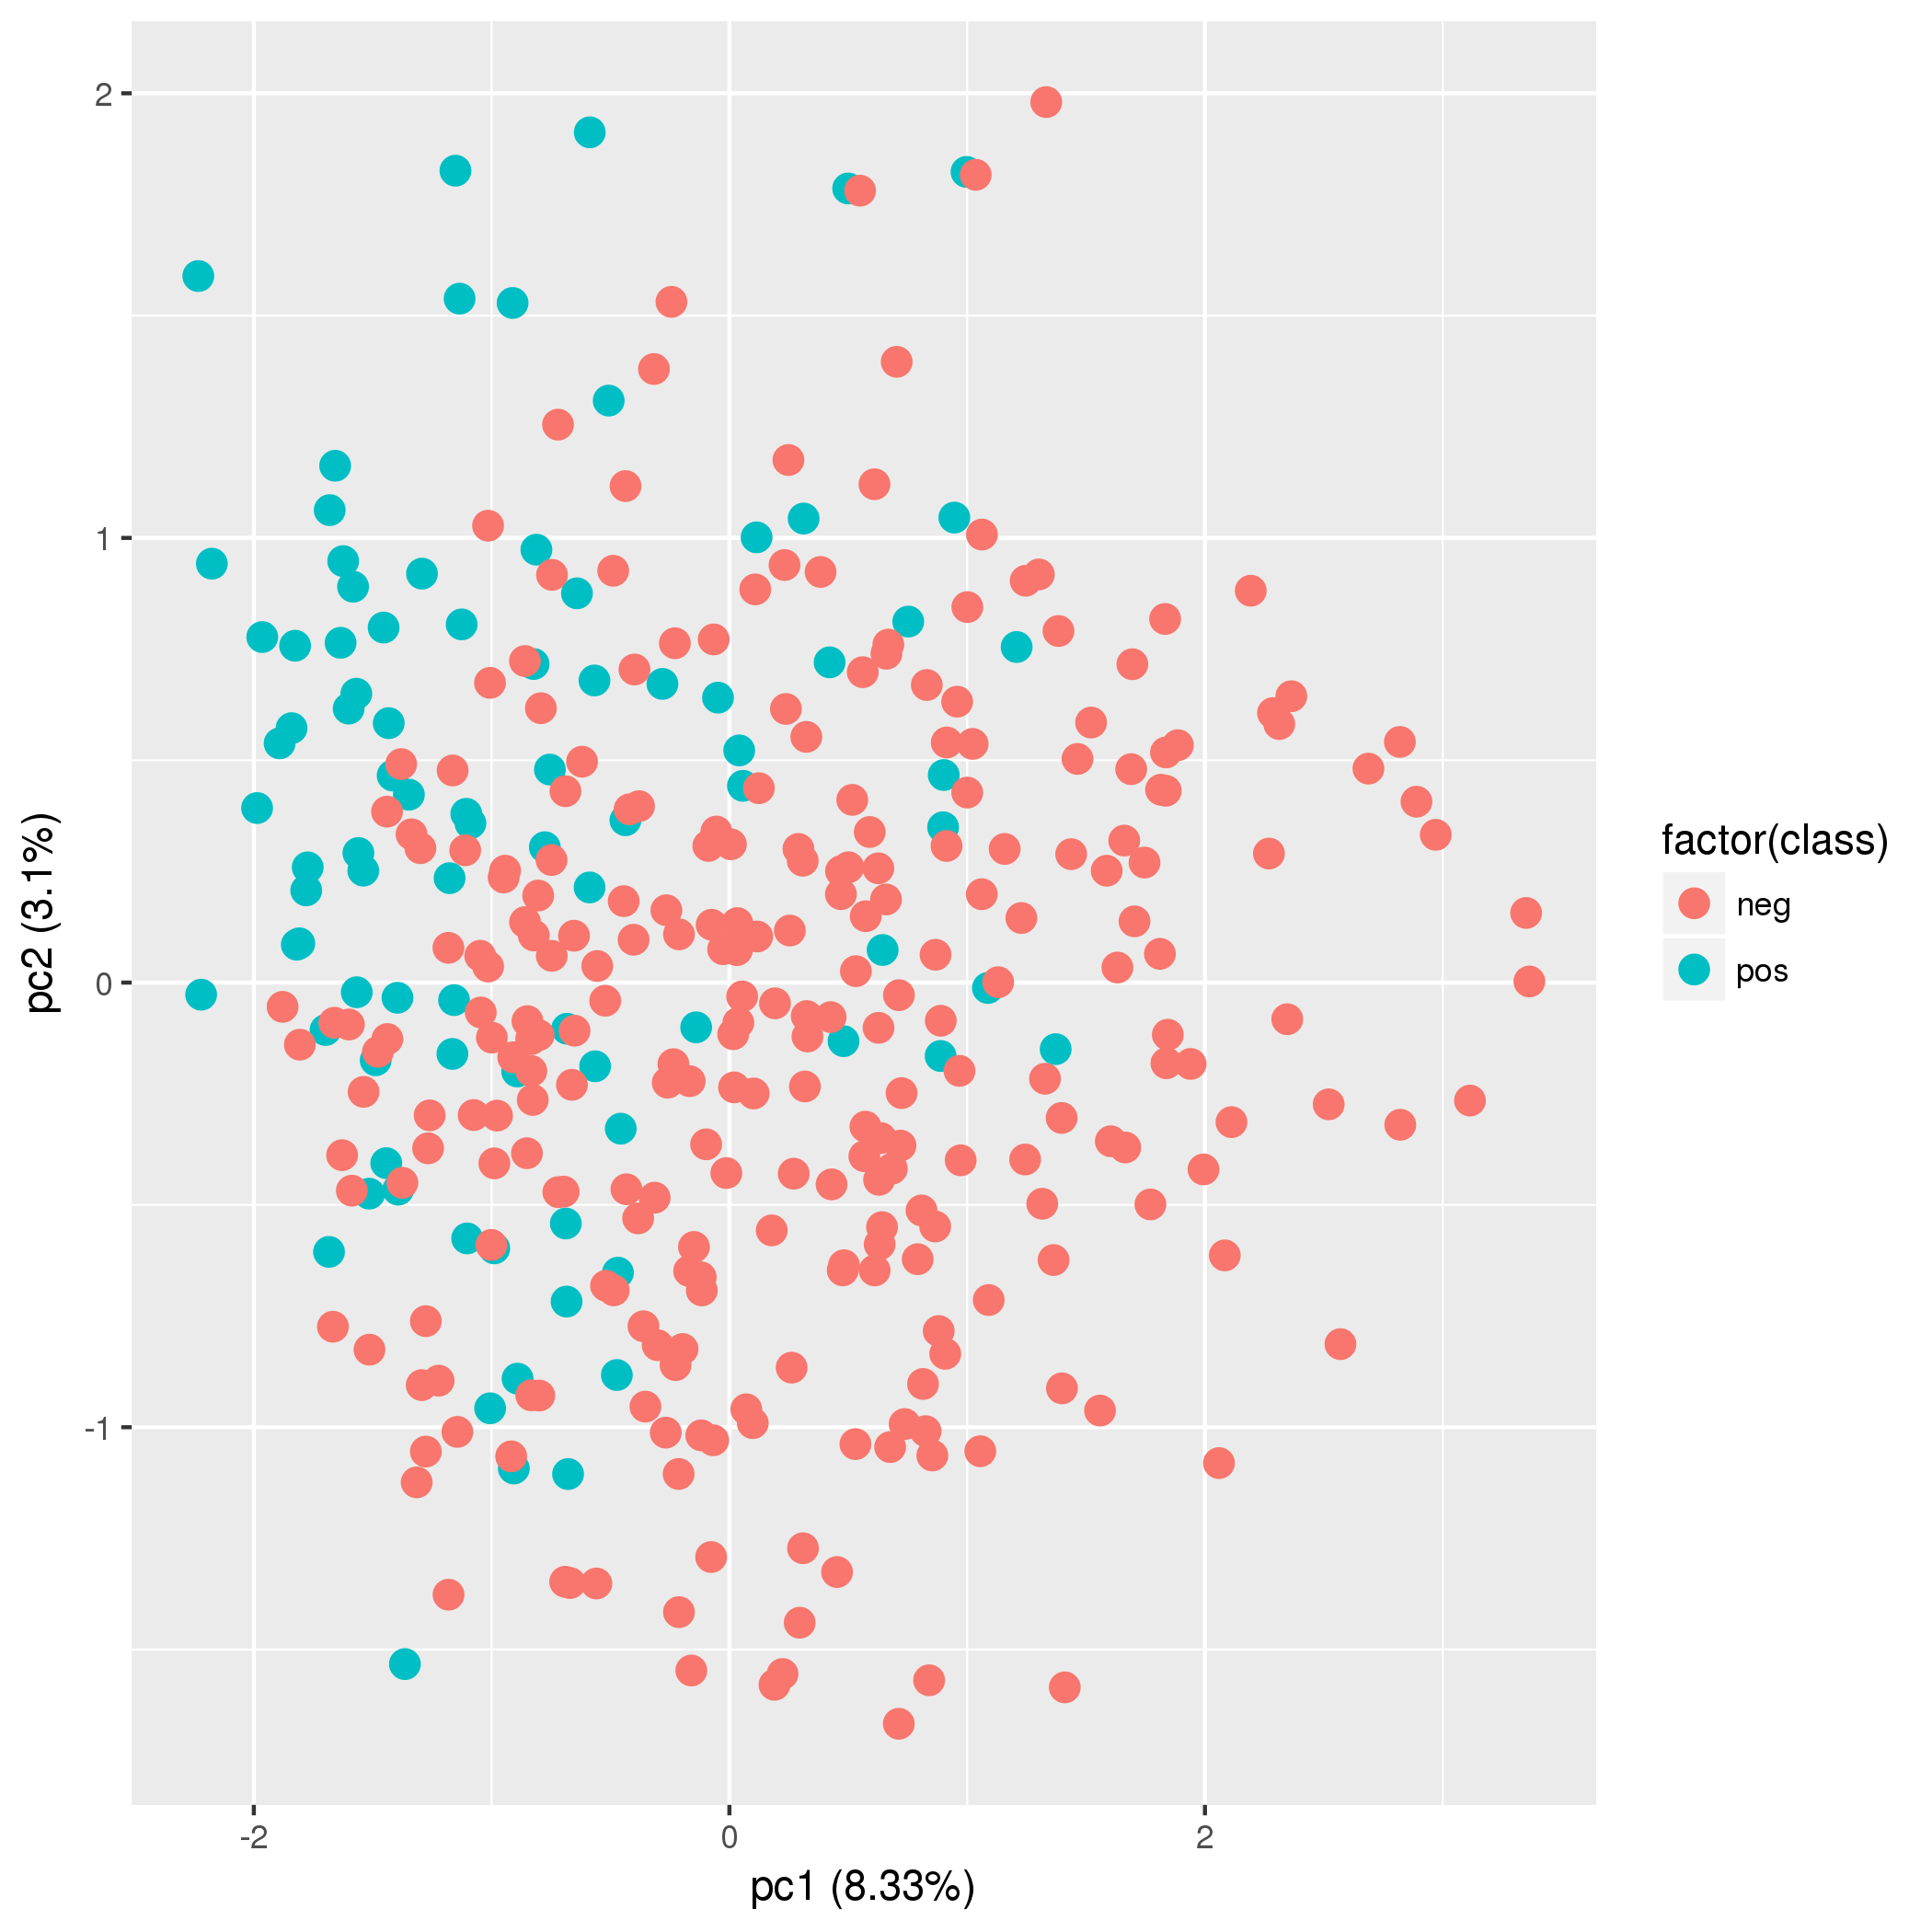 2
1
0
-1
-2
0
2
pc2 (3.1%)
pc1 (8.33%)
factor(class)
neg
pos